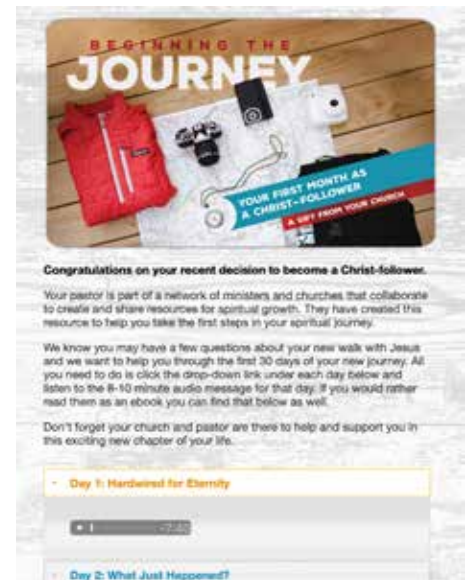 BEGINNING THE
JOURNEY
YOUR FIRST MONTH AS
A CHRIST-FOLLOWER
A GIFT FROM YOUR CHURCH
Congratulations on your recent decision to become a Christ-follower.
Your pastor is part of a network of ministers and churches that collaborate
to create and share resources for spiritual growth. They have created this
resource to help you take the first steps in your spiritual journey.
We know you may have a few questions about your new walk with Jesus
and we want to help you through the first 30 days of your new journey. All
you need to do is click the drop-down link under each day below and
listen to the 8-10 minute audio message for that day. If you would rather
read them as an ebook you can find that below as well.
Don't forget your church and pastor are there to help and support you in
this exciting new chapter of your life.
Day 1: Hardwired for Eternity
Day 2: What Just Happened?